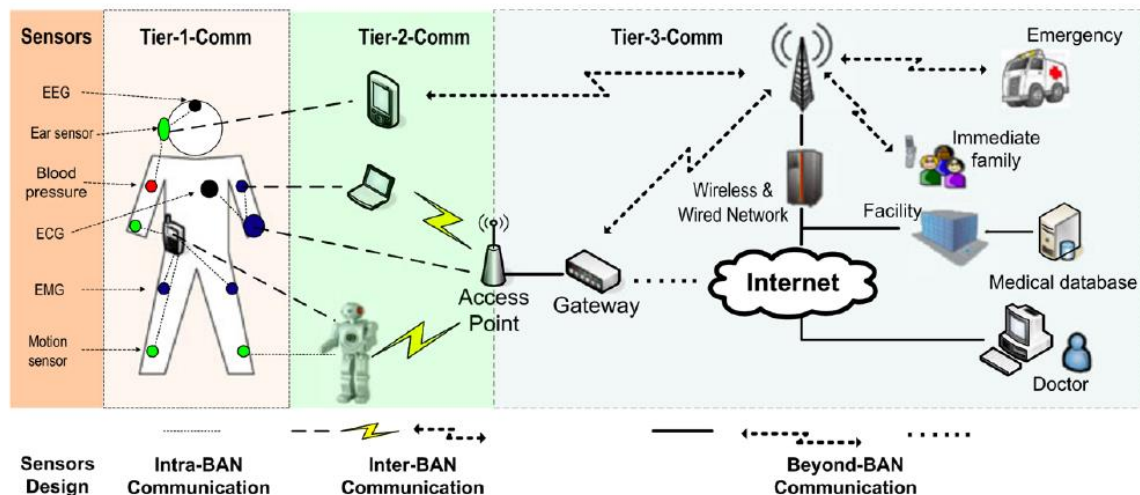 Sensors
Tier-1-Comm
Tier-2-Comm
Tier-3-Comm
Emergency
EEG
Ear sensor
Blood
pressure
ECG
EMG
Motion
sensor
Immediate
family
Wireless &
Wired Network
Facility
Medical database
Internet
Access
Point
Gateway
Doctor
Sensors
Design
Intra-BAN
Communication
Inter-BAN
Communication
Beyond-BAN
Communication